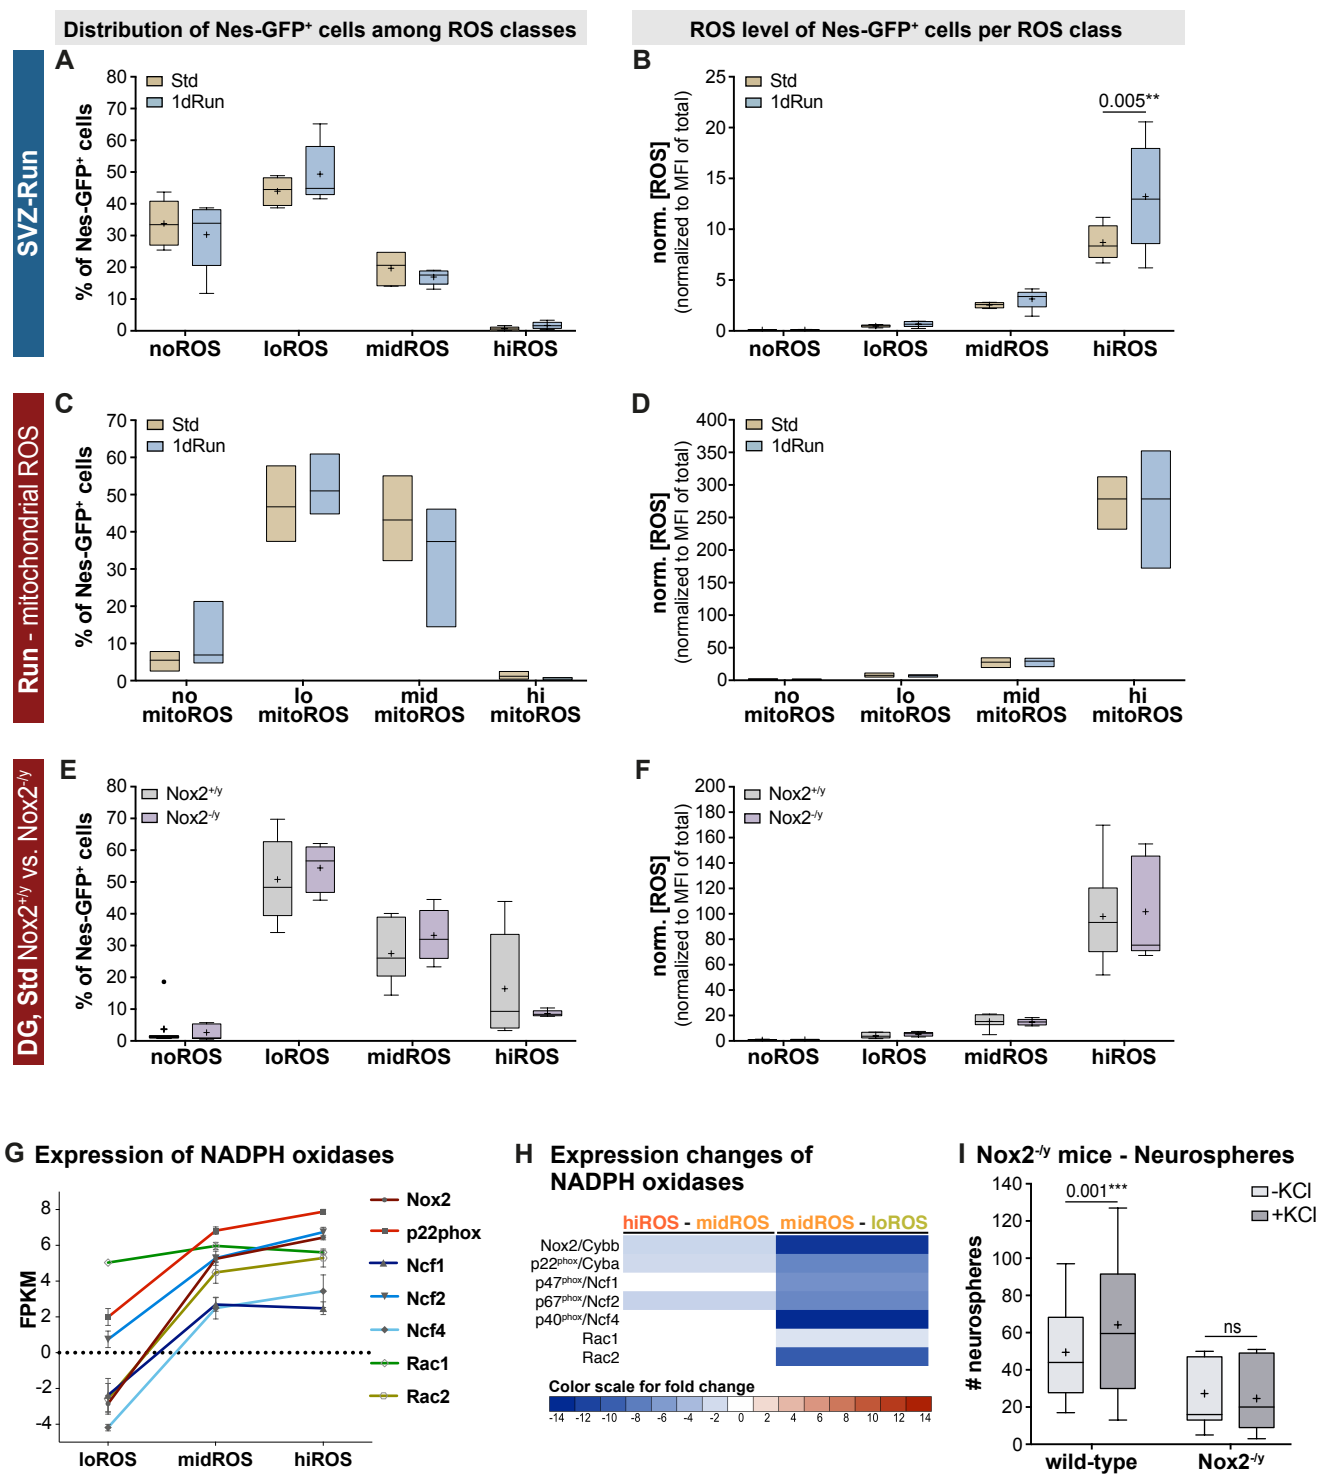 Distribution of Nes-GFP⁺ cells among ROS classes
ROS level of Nes-GFP⁺ cells per ROS class
SVZ-Run
A
80
70
60
50
40
30
20
10
0
% of Nes-GFP⁺ cells
Std
1dRun
noROS loROS midROS hiROS
B
25
20
15
10
5
0
norm. [ROS]
(normalized to MFI of total)
Std
1dRun
0.005**
noROS loROS midROS hiROS
Run - mitochondrial ROS
C
70
60
50
40
30
20
10
0
% of Nes-GFP⁺ cells
Std
1dRun
no lo mid hi
mitoROS mitoROS mitoROS mitoROS
D
400
350
300
250
200
150
100
50
0
norm. [ROS]
(normalized to MFI of total)
Std
1dRun
no lo mid hi
mitoROS mitoROS mitoROS mitoROS
DG, Std Nox2⁺/ʸ vs. Nox2⁻/ʸ
E
80
70
60
50
40
30
20
10
0
% of Nes-GFP⁺ cells
Nox2⁺/ʸ
Nox2⁻/ʸ
noROS loROS midROS hiROS
F
200
180
160
140
120
100
80
60
40
20
0
norm. [ROS]
(normalized to MFI of total)
Nox2⁺/ʸ
Nox2⁻/ʸ
noROS loROS midROS hiROS
G Expression of NADPH oxidases
8
6
4
2
0
-2
-4
FPKM
loROS midROS hiROS
Nox2
p22phox
Ncf1
Ncf2
Ncf4
Rac1
Rac2
H Expression changes of
NADPH oxidases
hiROS - midROS midROS - loROS
Nox2/Cybb
p22ᵖʰᵒˣ/Cyba
p47ᵖʰᵒˣ/Ncf1
p67ᵖʰᵒˣ/Ncf2
p40ᵖʰᵒˣ/Ncf4
Rac1
Rac2
Color scale for fold change
-14 -12 -10 -8 -6 -4 -2 0 2 4 6 8 10 12 14
I Nox2⁻/ʸ mice - Neurospheres
140
120
100
80
60
40
20
0
# neurospheres
0.001***
ns
-KCl
+KCl
wild-type Nox2⁻/ʸ